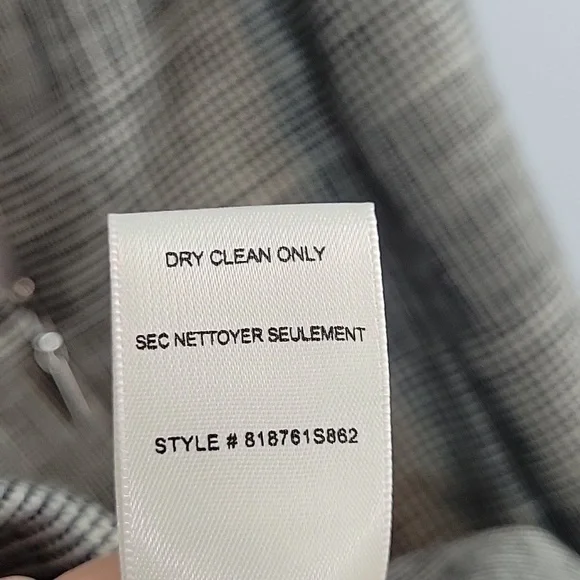 DRY CLEAN ONLY
SEC NETTOYER SEULEMENT
STYLE # 818761S862